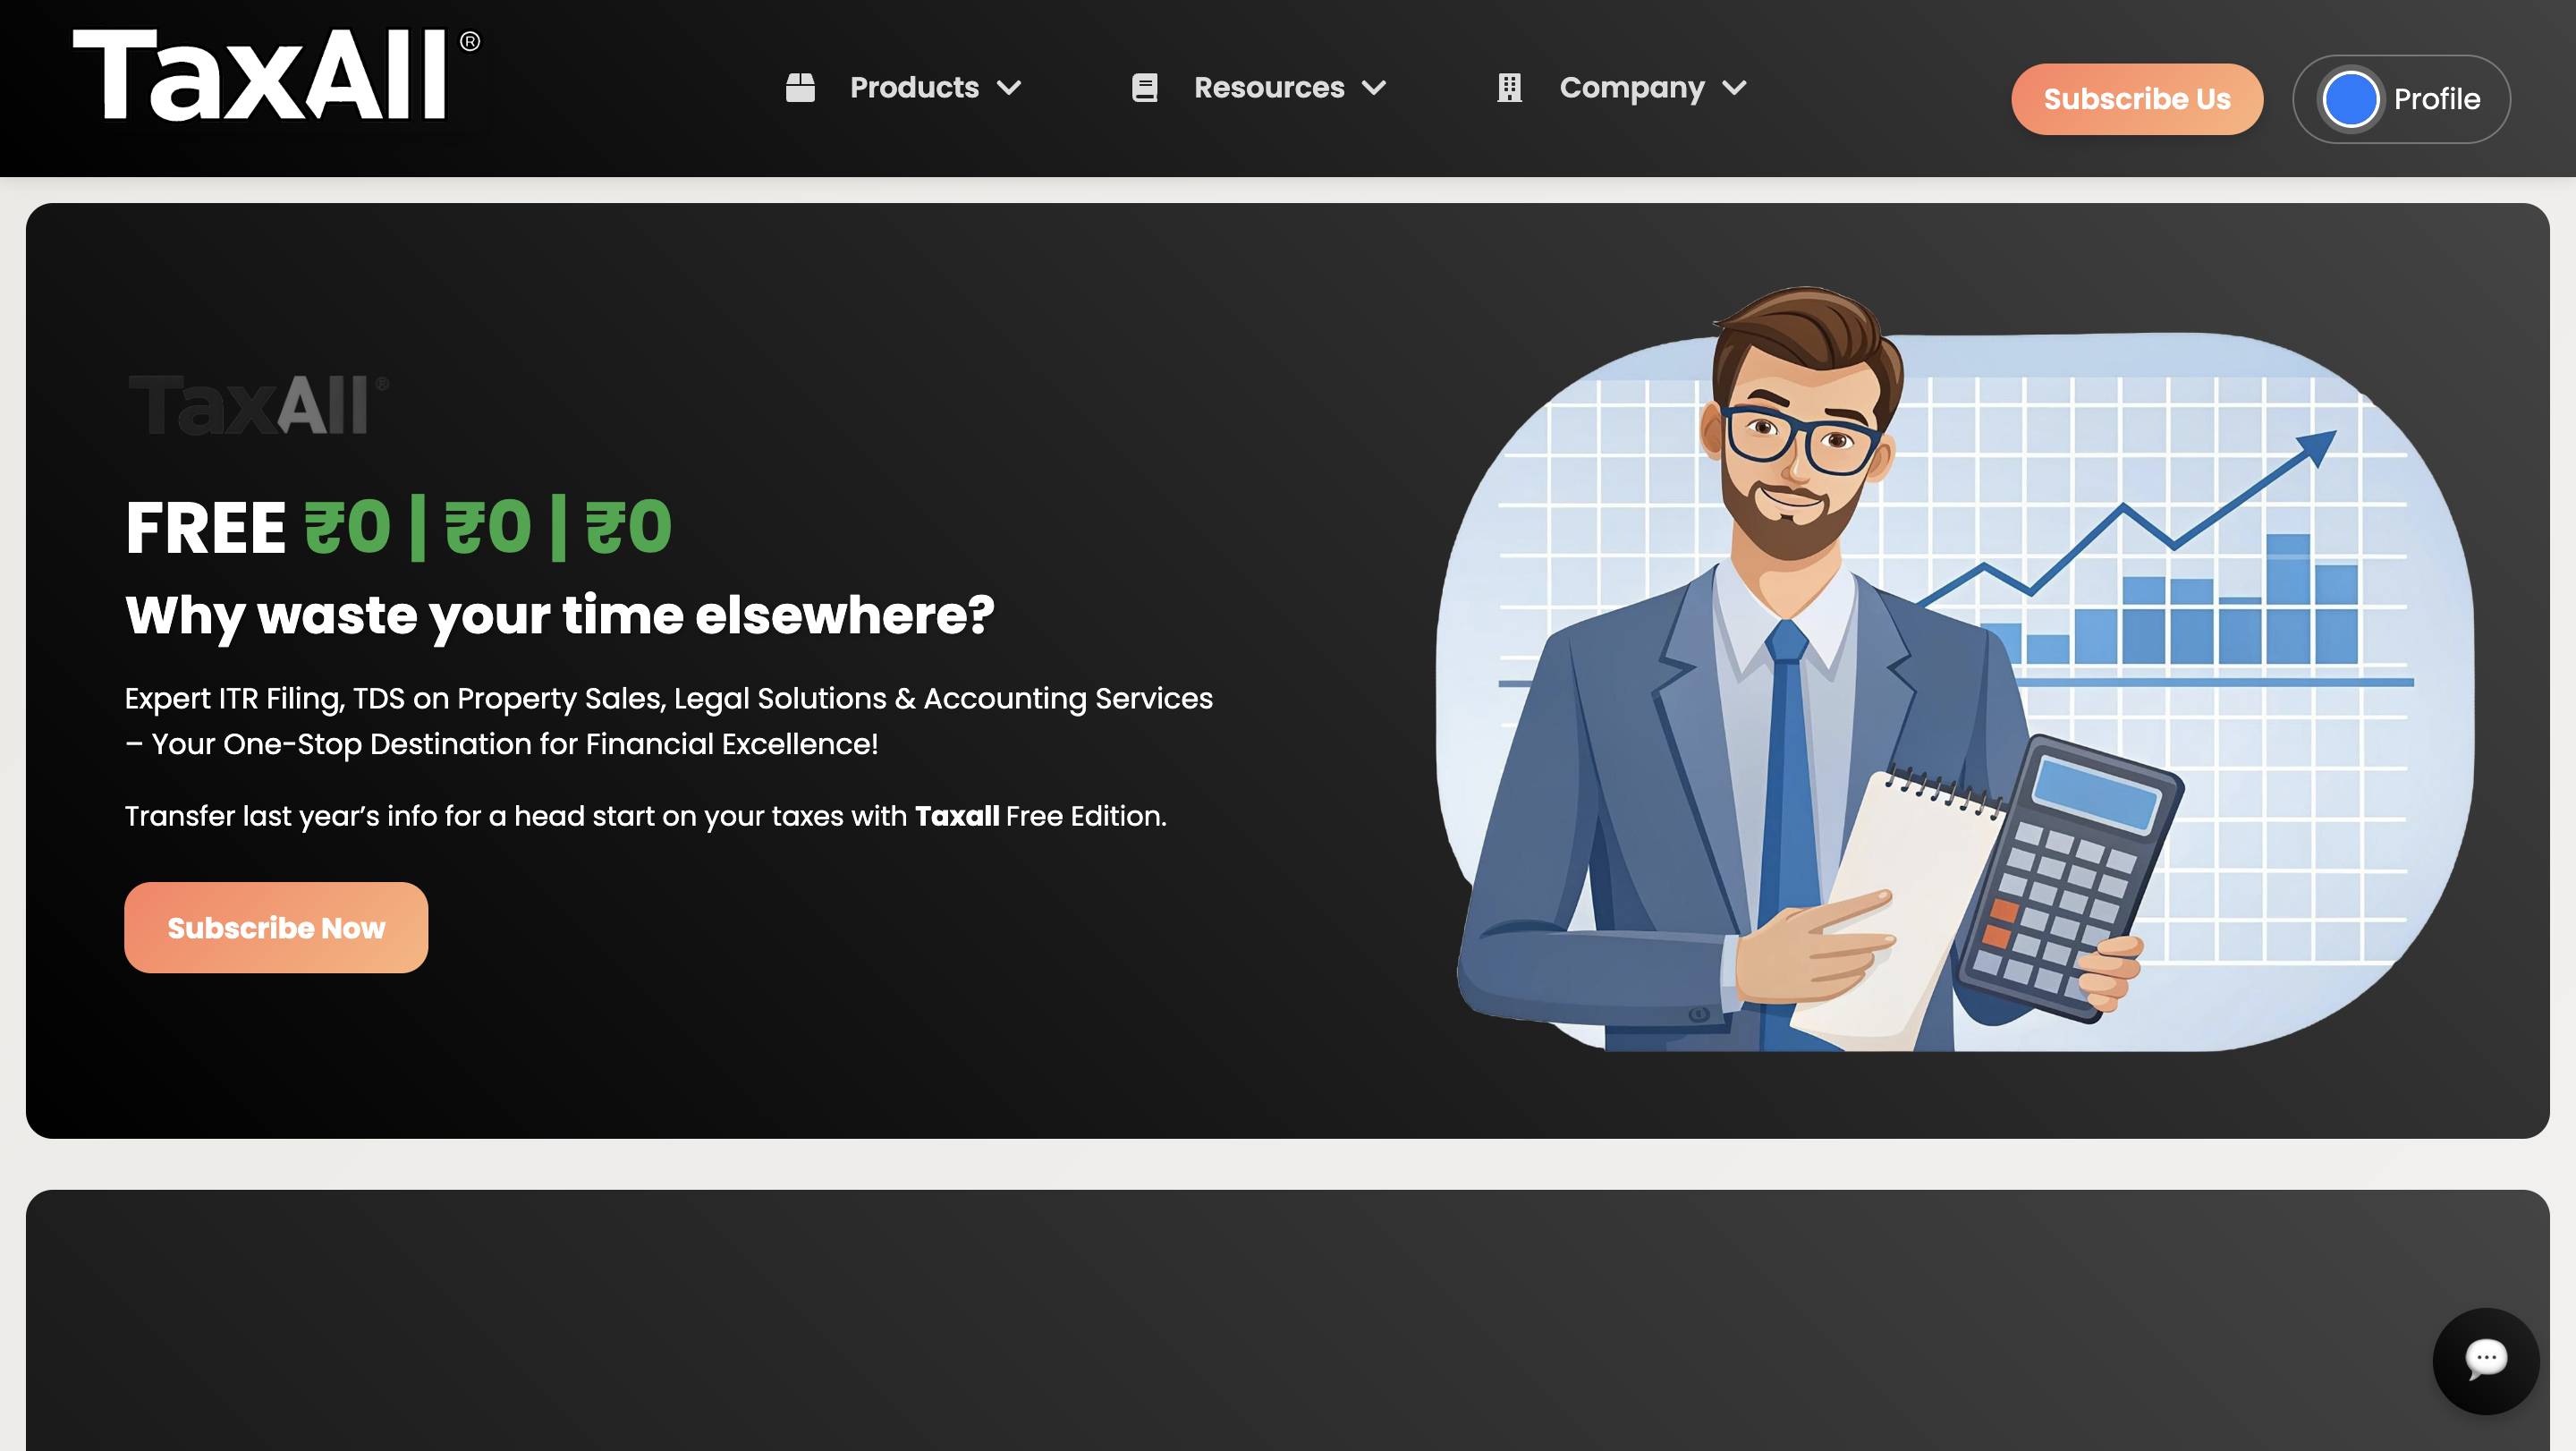 TaxAll®
Products
Resources
Company
Subscribe Us
Profile
TaxAll®
FREE ₹0 | ₹0 | ₹0
Why waste your time elsewhere?
Expert ITR Filing, TDS on Property Sales, Legal Solutions & Accounting Services
– Your One-Stop Destination for Financial Excellence!
Transfer last year’s info for a head start on your taxes with Taxall Free Edition.
Subscribe Now